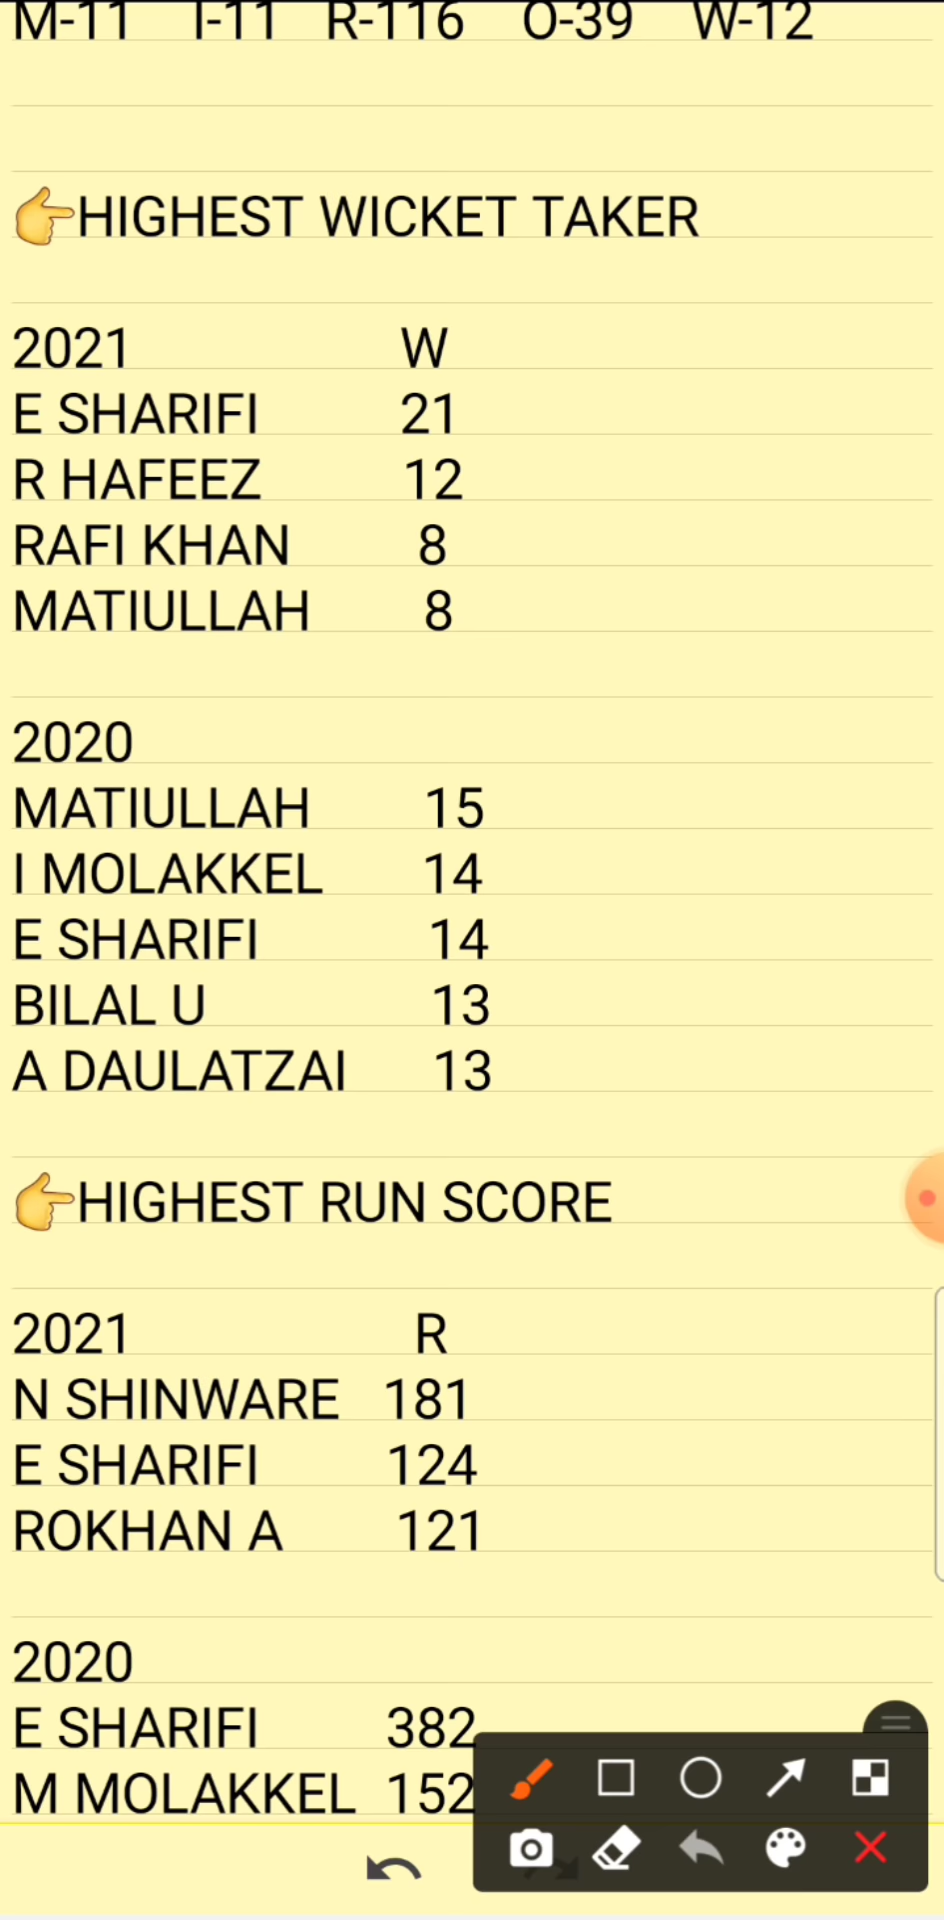 M-11 I-11 R-116 O-39 W-12
👉HIGHEST WICKET TAKER
2021 W
E SHARIFI 21
R HAFEEZ 12
RAFI KHAN 8
MATIULLAH 8
2020
MATIULLAH 15
I MOLAKKEL 14
E SHARIFI 14
BILAL U 13
A DAULATZAI 13
👉HIGHEST RUN SCORE
2021 R
N SHINWARE 181
E SHARIFI 124
ROKHAN A 121
2020
E SHARIFI 382
M MOLAKKEL 152